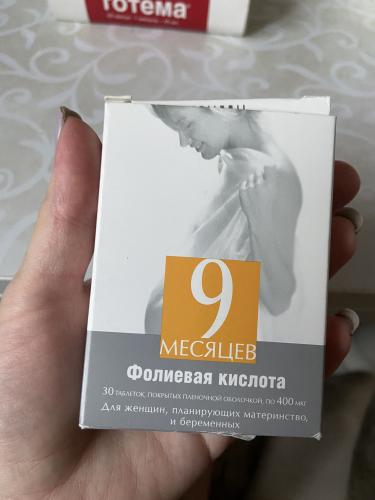 тотема®
9
МЕСЯЦЕВ
Фолиевая кислота
30 ТАБЛЕТОК, ПОКРЫТЫХ ПЛЕНОЧНОЙ ОБОЛОЧКОЙ, ПО 400 МКГ
Для женщин, планирующих материнство,
и беременных